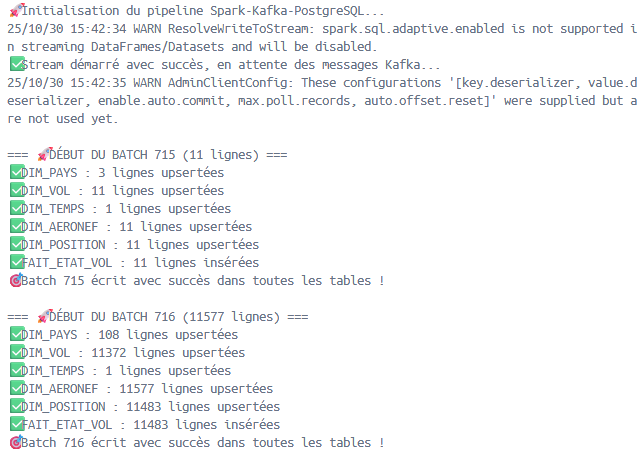 🚀Initialisation du pipeline Spark-Kafka-PostgreSQL...
25/10/30 15:42:34 WARN ResolveWriteToStream: spark.sql.adaptive.enabled is not supported i
n streaming DataFrames/Datasets and will be disabled.
✅Stream démarré avec succès, en attente des messages Kafka...
25/10/30 15:42:35 WARN AdminClientConfig: These configurations '[key.deserializer, value.d
eserializer, enable.auto.commit, max.poll.records, auto.offset.reset]' were supplied but a
re not used yet.

=== 🚀DÉBUT DU BATCH 715 (11 lignes) ===
✅DIM_PAYS : 3 lignes upsertées
✅DIM_VOL : 11 lignes upsertées
✅DIM_TEMPS : 1 lignes upsertées
✅DIM_AERONEF : 11 lignes upsertées
✅DIM_POSITION : 11 lignes upsertées
✅FAIT_ETAT_VOL : 11 lignes insérées
🎯Batch 715 écrit avec succès dans toutes les tables !

=== 🚀DÉBUT DU BATCH 716 (11577 lignes) ===
✅DIM_PAYS : 108 lignes upsertées
✅DIM_VOL : 11372 lignes upsertées
✅DIM_TEMPS : 1 lignes upsertées
✅DIM_AERONEF : 11577 lignes upsertées
✅DIM_POSITION : 11483 lignes upsertées
✅FAIT_ETAT_VOL : 11483 lignes insérées
🎯Batch 716 écrit avec succès dans toutes les tables !